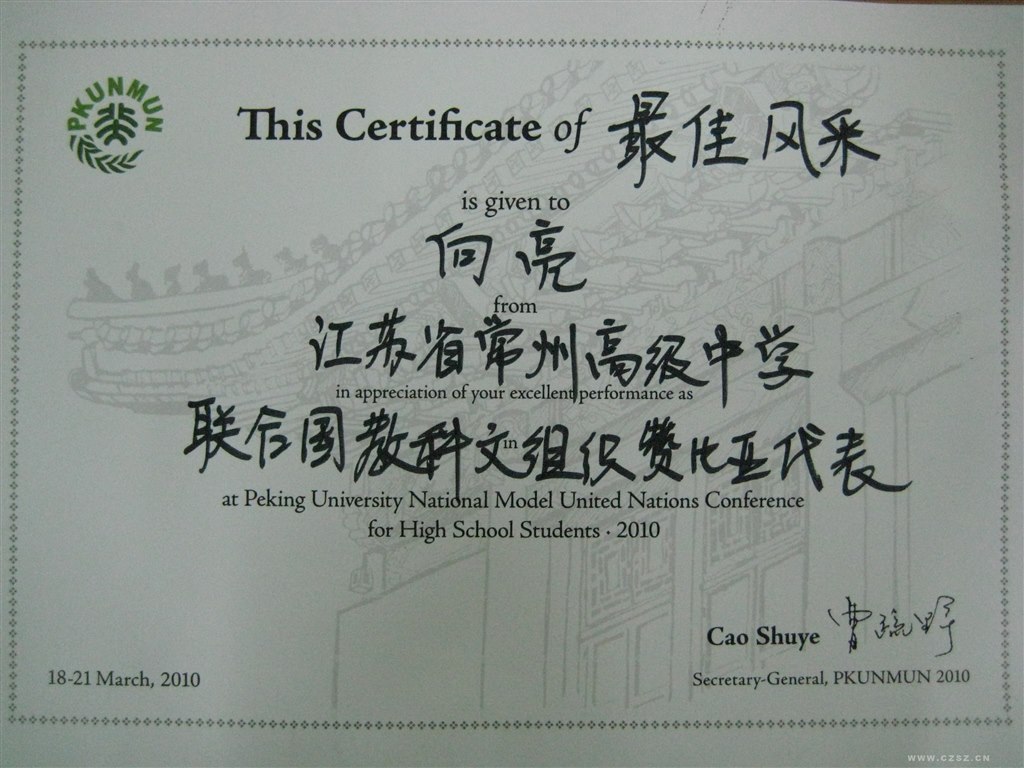 PKUNMUN
This Certificate of 最佳风采
is given to
向亮
from
江苏省常州高级中学
in appreciation of your excellent performance as
联合国教科文组织赞比亚代表
in
at Peking University National Model United Nations Conference
for High School Students · 2010
Cao Shuye 曹疏野
18-21 March, 2010
Secretary-General, PKUNMUN 2010
WWW.CZSZ.CN